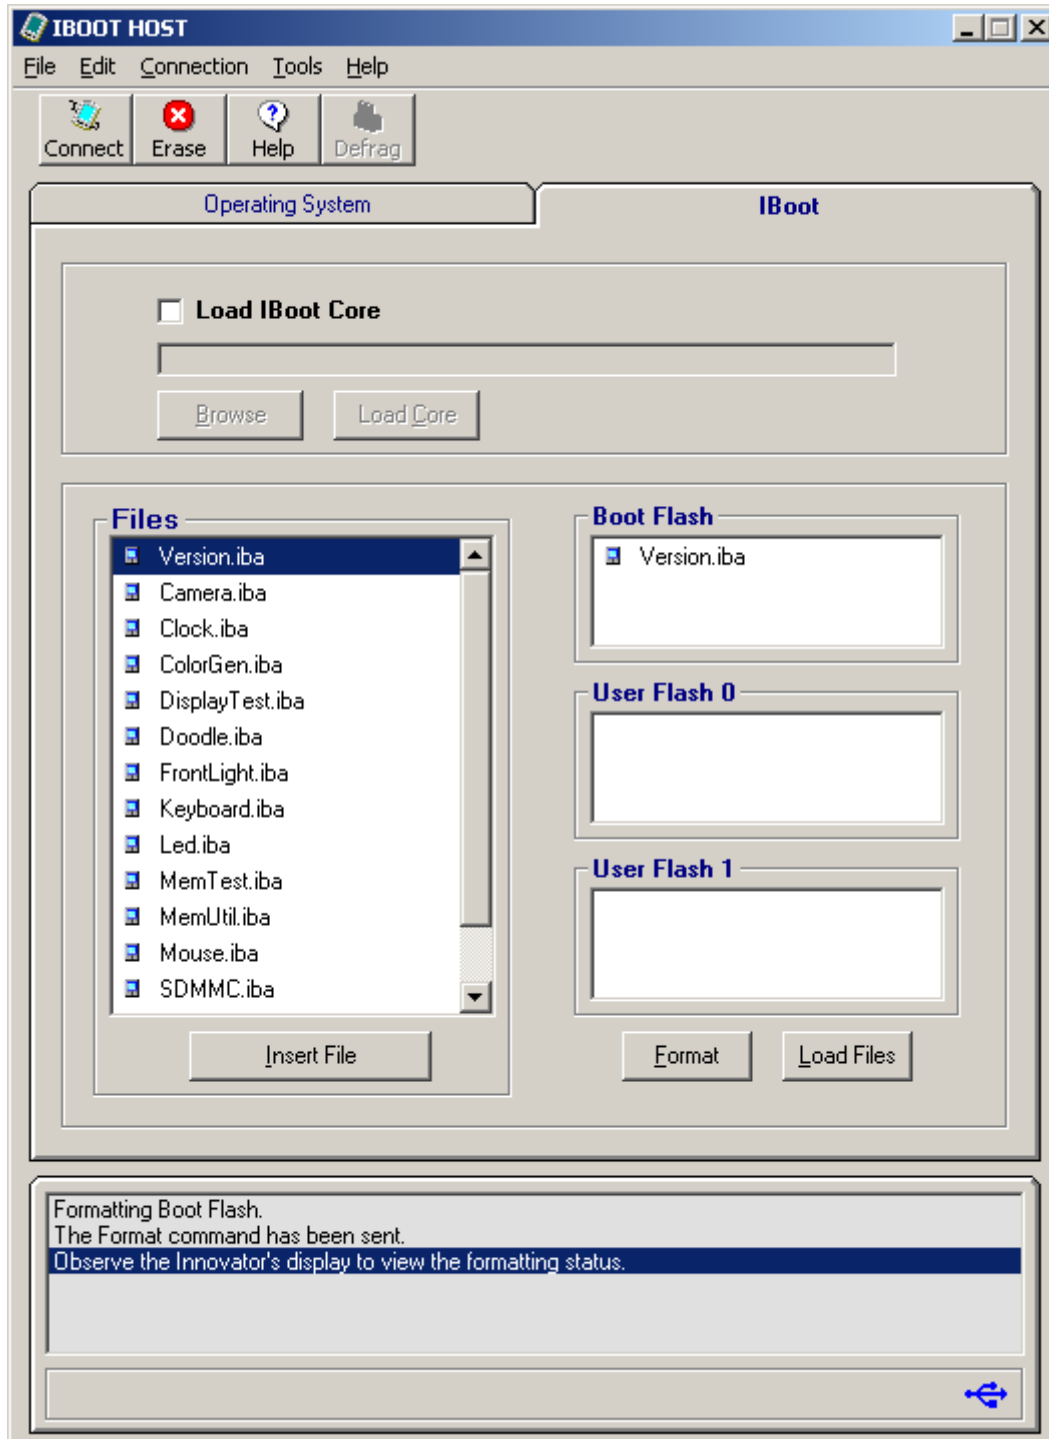 IBOOT HOST
File Edit Connection Tools Help
Connect Erase Help Defrag
Operating System IBoot
Load IBoot Core
Browse Load Core
Files
Version.iba
Camera.iba
Clock.iba
ColorGen.iba
DisplayTest.iba
Doodle.iba
FrontLight.iba
Keyboard.iba
Led.iba
MemTest.iba
MemUtil.iba
Mouse.iba
SDMMC.iba
Insert File
Boot Flash
Version.iba
User Flash 0
User Flash 1
Format Load Files
Formatting Boot Flash.
The Format command has been sent.
Observe the Innovator's display to view the formatting status.